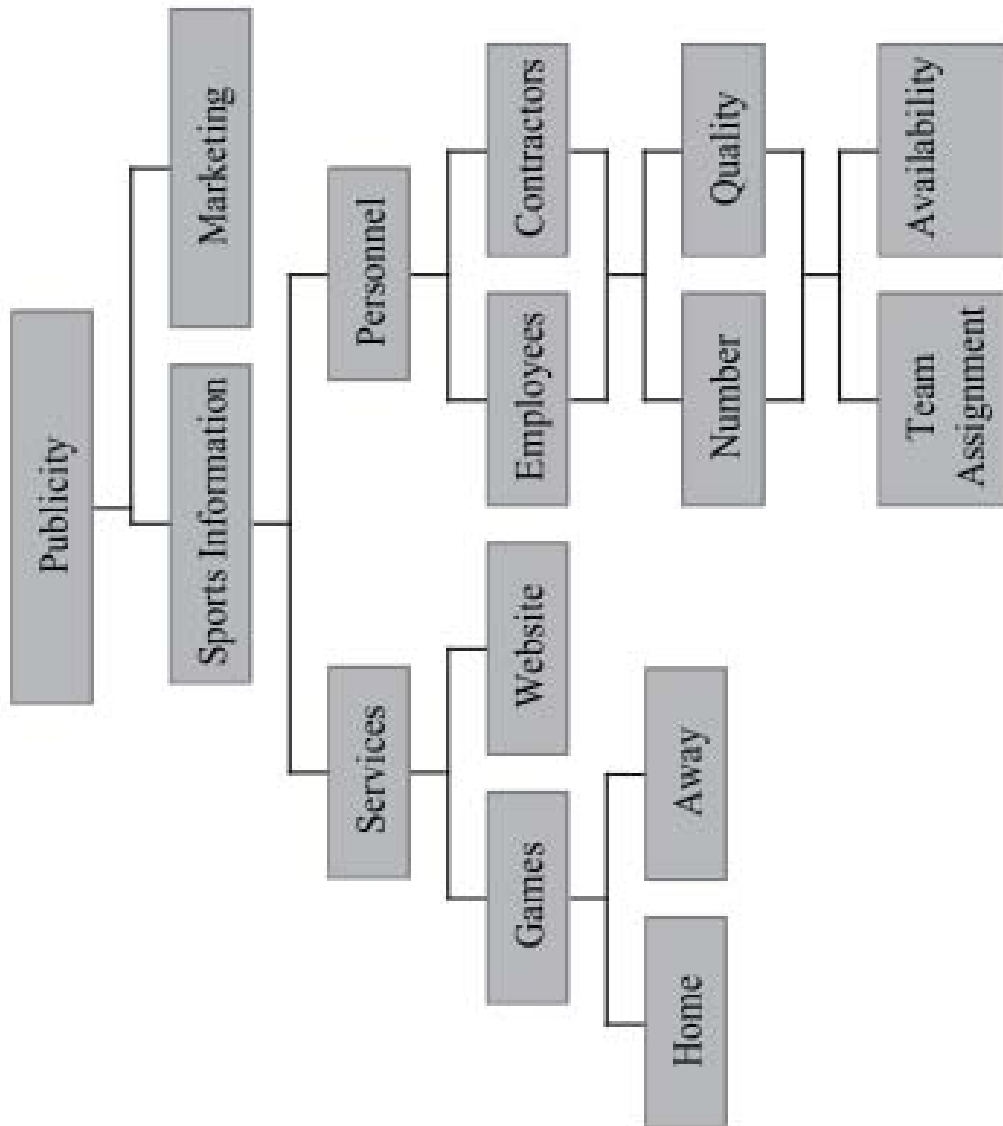 Publicity
Sports Information
Marketing
Services
Personnel
Games
Website
Employees
Contractors
Home
Away
Number
Quality
Team
Assignment
Availability